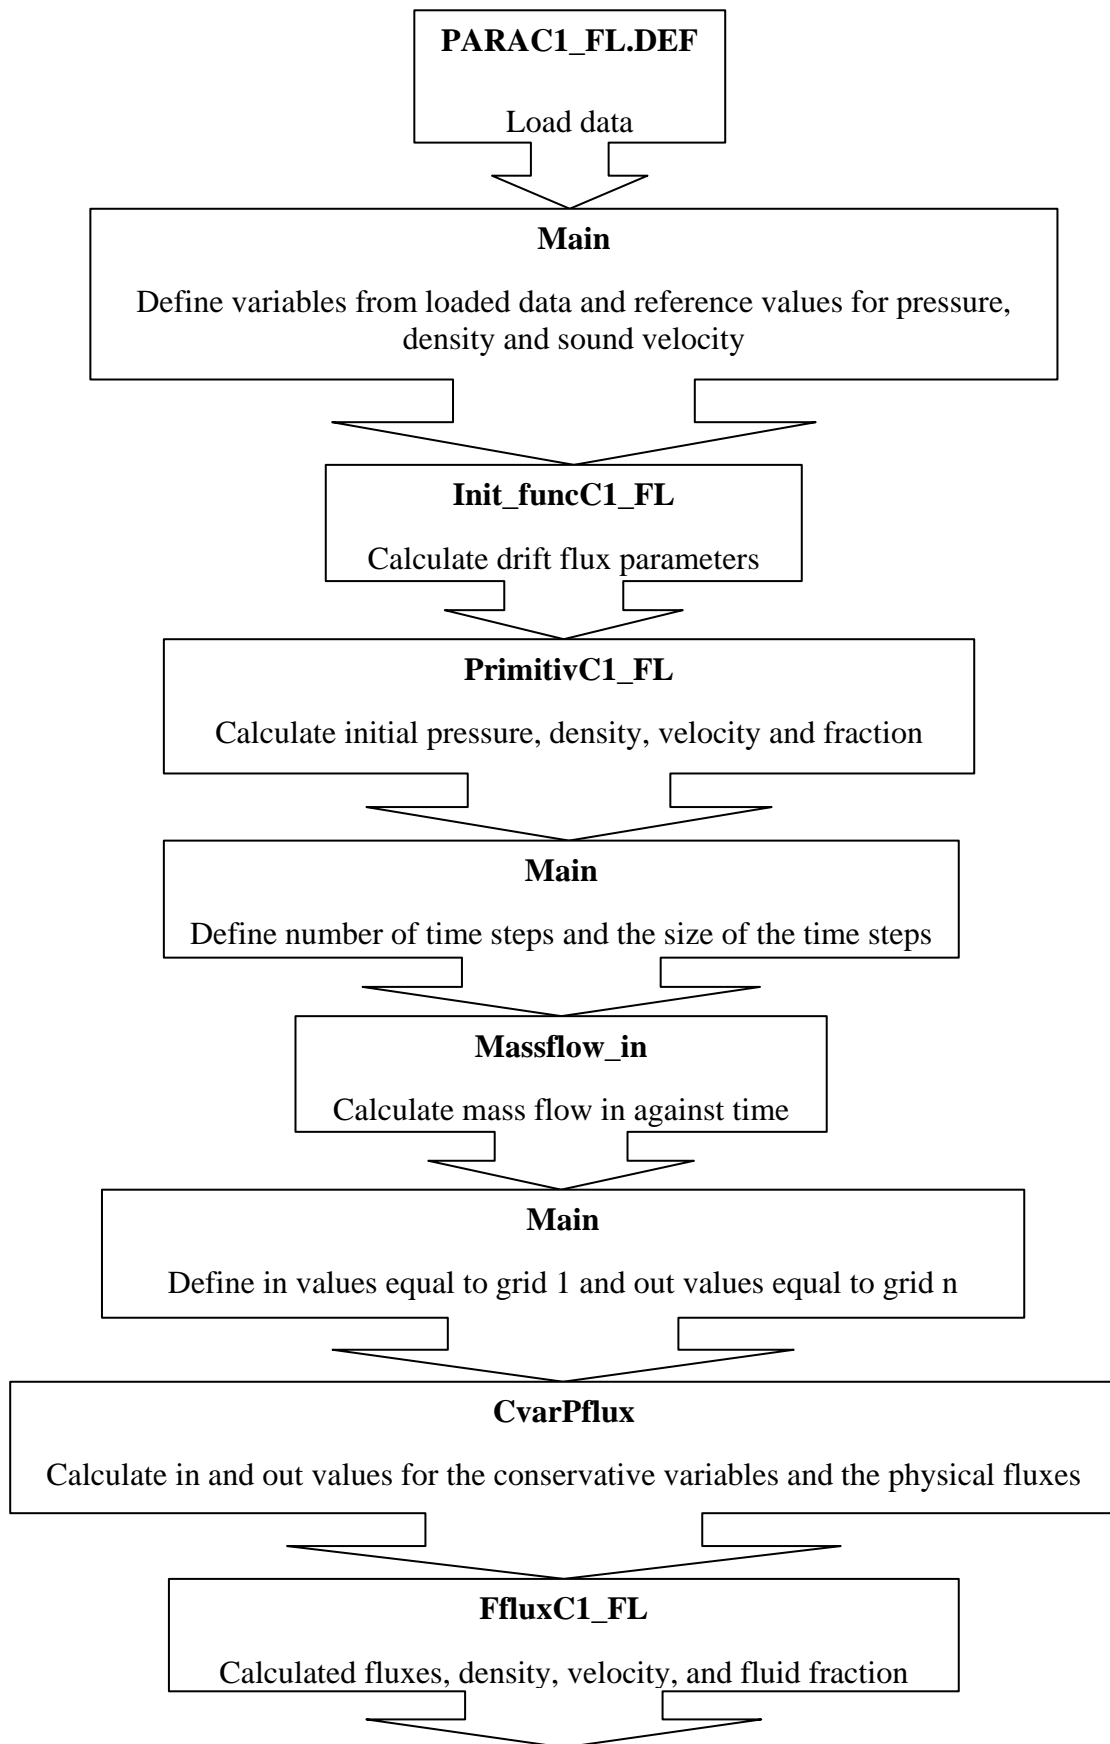 PARAC1_FL.DEF
Load data
Main
Define variables from loaded data and reference values for pressure,
density and sound velocity
Init_funcC1_FL
Calculate drift flux parameters
PrimitivC1_FL
Calculate initial pressure, density, velocity and fraction
Main
Define number of time steps and the size of the time steps
Massflow_in
Calculate mass flow in against time
Main
Define in values equal to grid 1 and out values equal to grid n
CvarPflux
Calculate in and out values for the conservative variables and the physical fluxes
FfluxC1_FL
Calculated fluxes, density, velocity, and fluid fraction